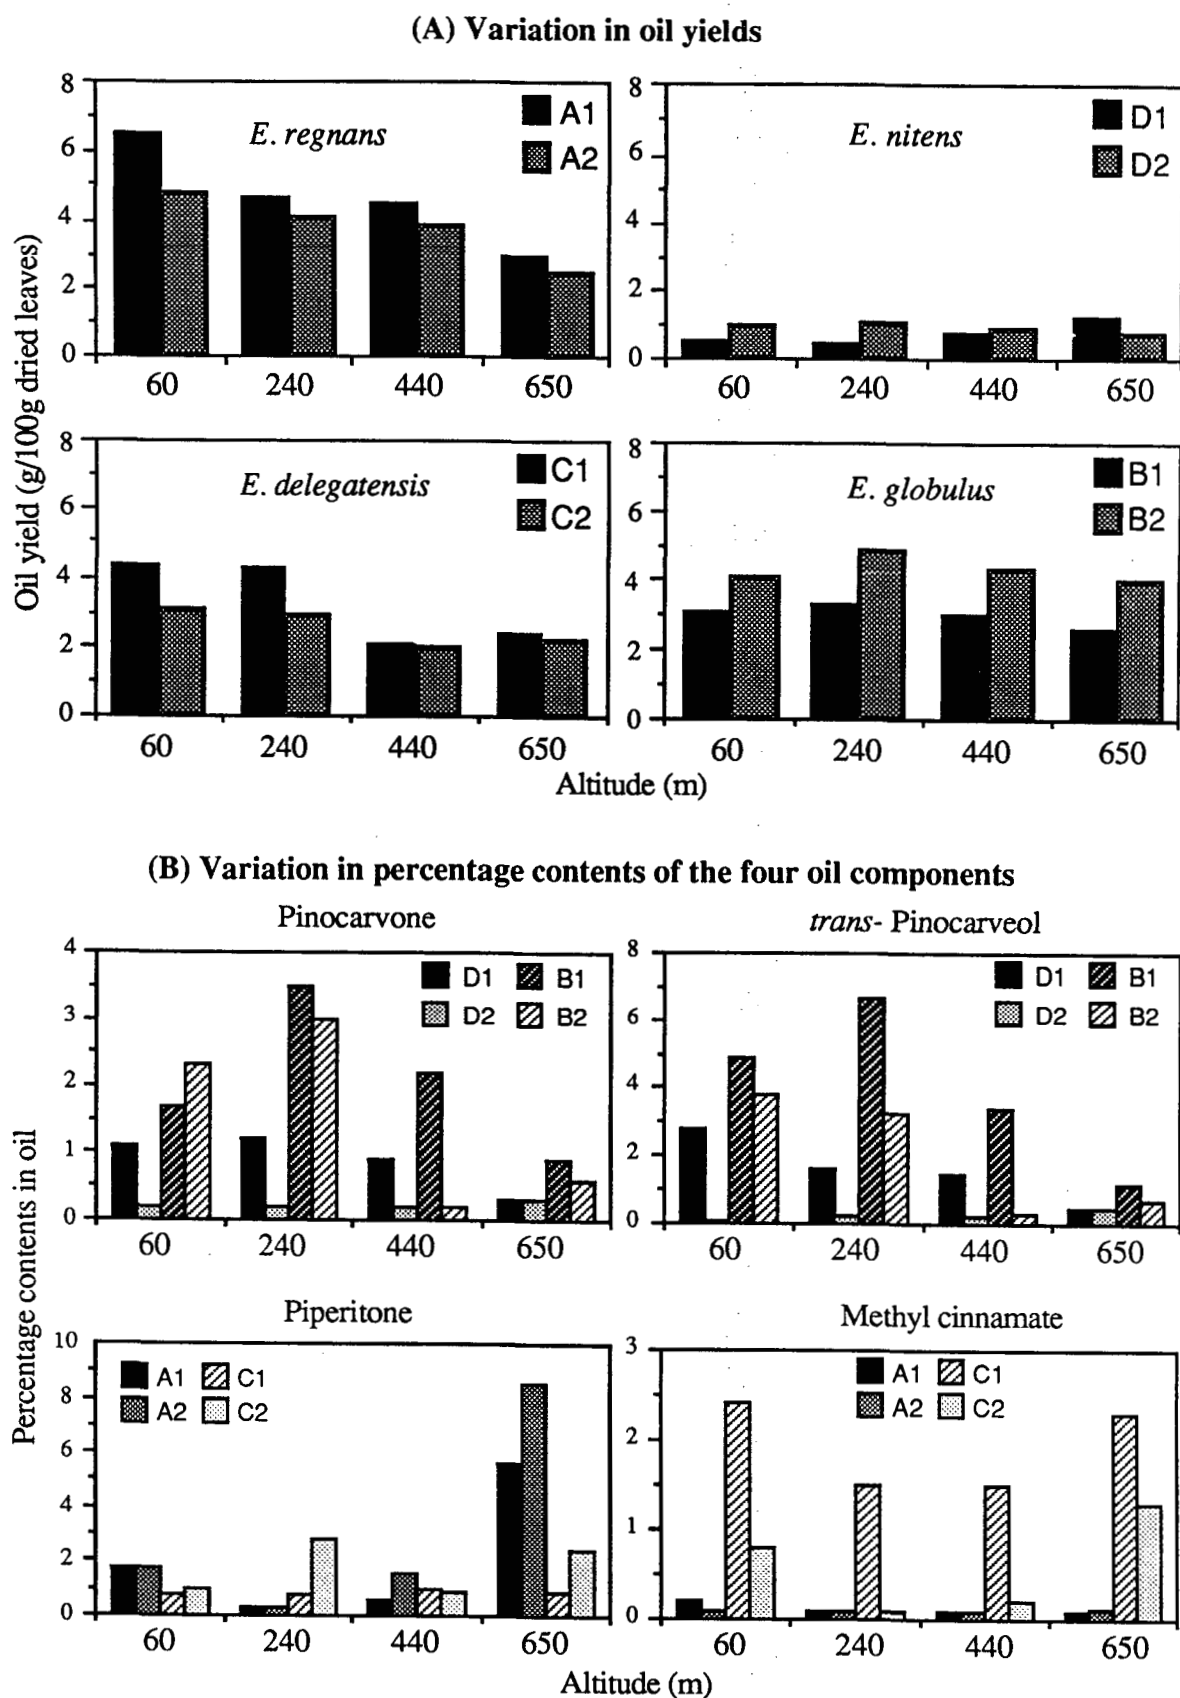 (A) Variation in oil yields
Oil yield (g/100g dried leaves)
8
6
4
2
0
E. regnans
A1
A2
60 240 440 650
8
6
4
2
0
E. nitens
D1
D2
60 240 440 650
8
6
4
2
0
E. delegatensis
C1
C2
60 240 440 650
8
6
4
2
0
E. globulus
B1
B2
60 240 440 650
Altitude (m)
(B) Variation in percentage contents of the four oil components
Percentage contents in oil
Pinocarvone
4
3
2
1
0
D1 B1
D2 B2
60 240 440 650
trans- Pinocarveol
8
6
4
2
0
D1 B1
D2 B2
60 240 440 650
Piperitone
10
8
6
4
2
0
A1 C1
A2 C2
60 240 440 650
Methyl cinnamate
3
2
1
0
A1 C1
A2 C2
60 240 440 650
Altitude (m)